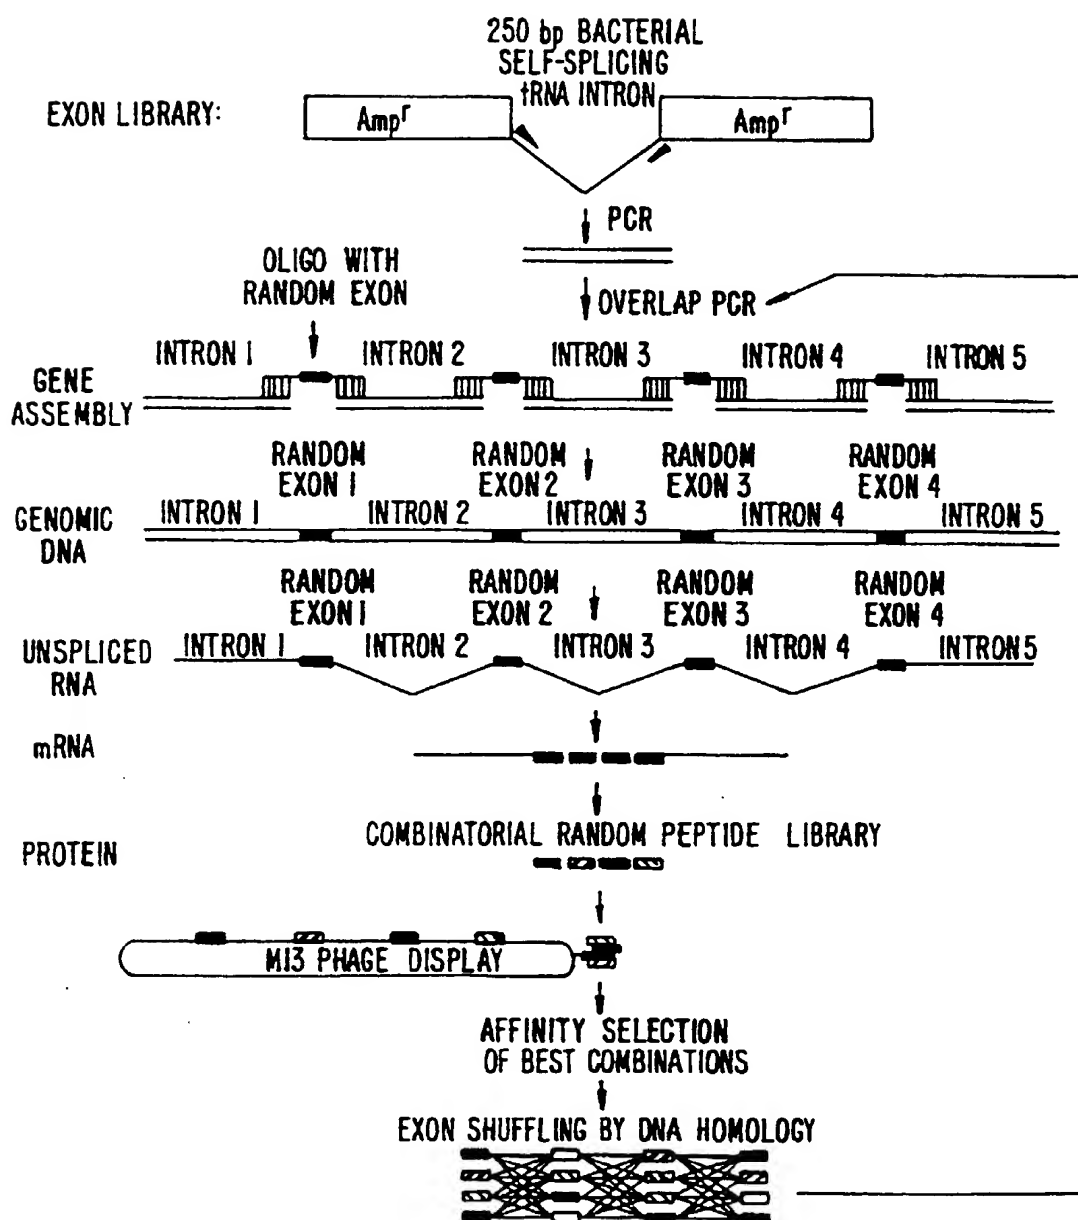 250 bp BACTERIAL
SELF-SPLICING
tRNA INTRON
EXON LIBRARY:
Ampr
Ampr
PCR
OLIGO WITH
RANDOM EXON
OVERLAP PCR
INTRON 1
INTRON 2
INTRON 3
INTRON 4
INTRON 5
GENE
ASSEMBLY
RANDOM
EXON 1
RANDOM
EXON 2
RANDOM
EXON 3
RANDOM
EXON 4
GENOMIC
DNA
INTRON 1
INTRON 2
INTRON 3
INTRON 4
INTRON 5
RANDOM
EXON 1
RANDOM
EXON 2
RANDOM
EXON 3
RANDOM
EXON 4
UNSPLICED
RNA
INTRON 1
INTRON 2
INTRON 3
INTRON 4
INTRON 5
mRNA
PROTEIN
COMBINATORIAL RANDOM PEPTIDE LIBRARY
M13 PHAGE DISPLAY
AFFINITY SELECTION
OF BEST COMBINATIONS
EXON SHUFFLING BY DNA HOMOLOGY